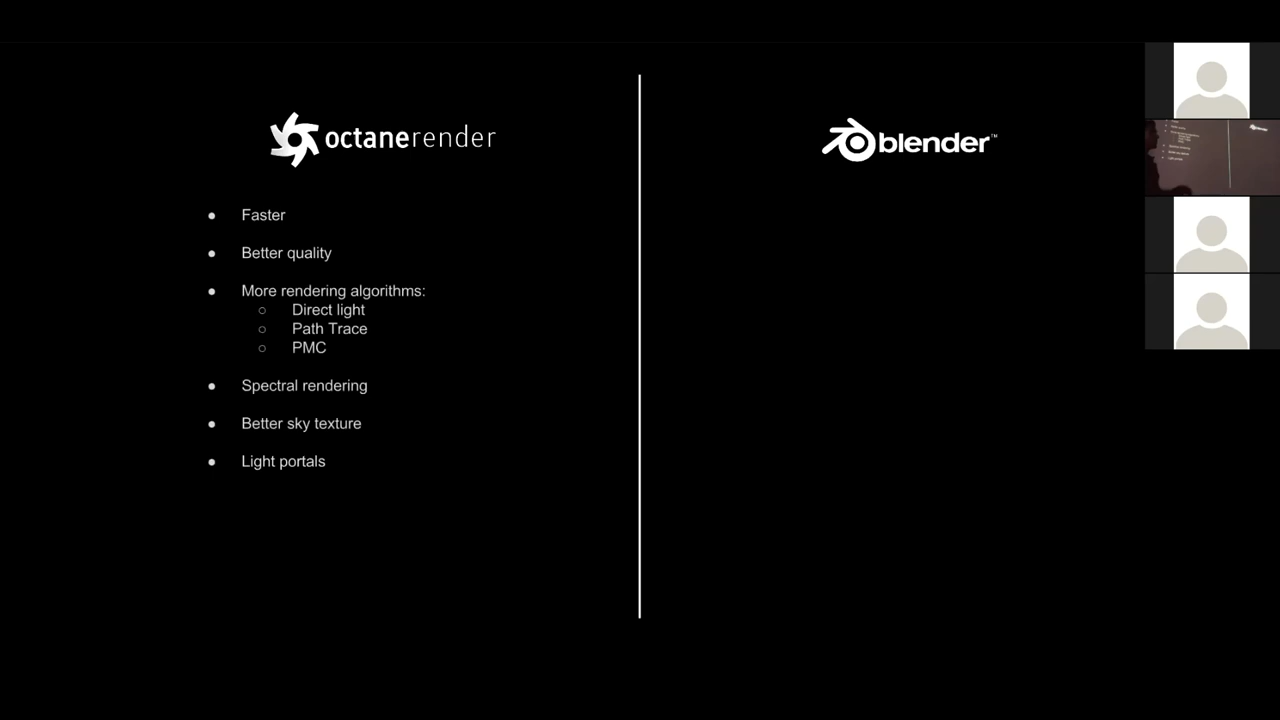 octanerender
Faster
Better quality
More rendering algorithms:
Direct light
Path Trace
PMC
Spectral rendering
Better sky texture
Light portals
blender™